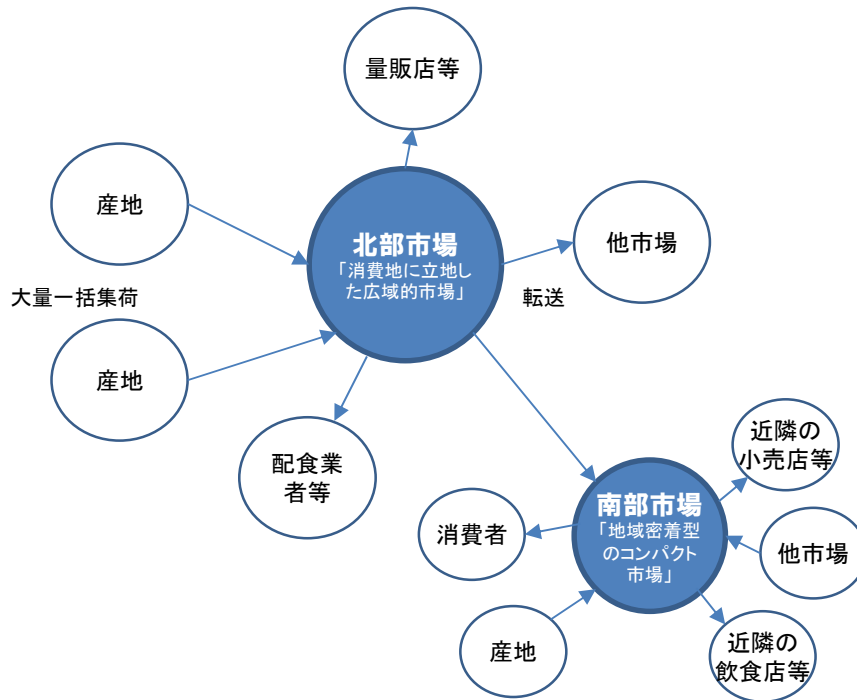 量販店等
産地
北部市場
「消費地に立地し
た広域的市場」
他市場
大量一括集荷
転送
産地
配食業
者等
近隣の
小売店等
南部市場
「地域密着型
のコンパクト
市場」
消費者
他市場
産地
近隣の
飲食店等